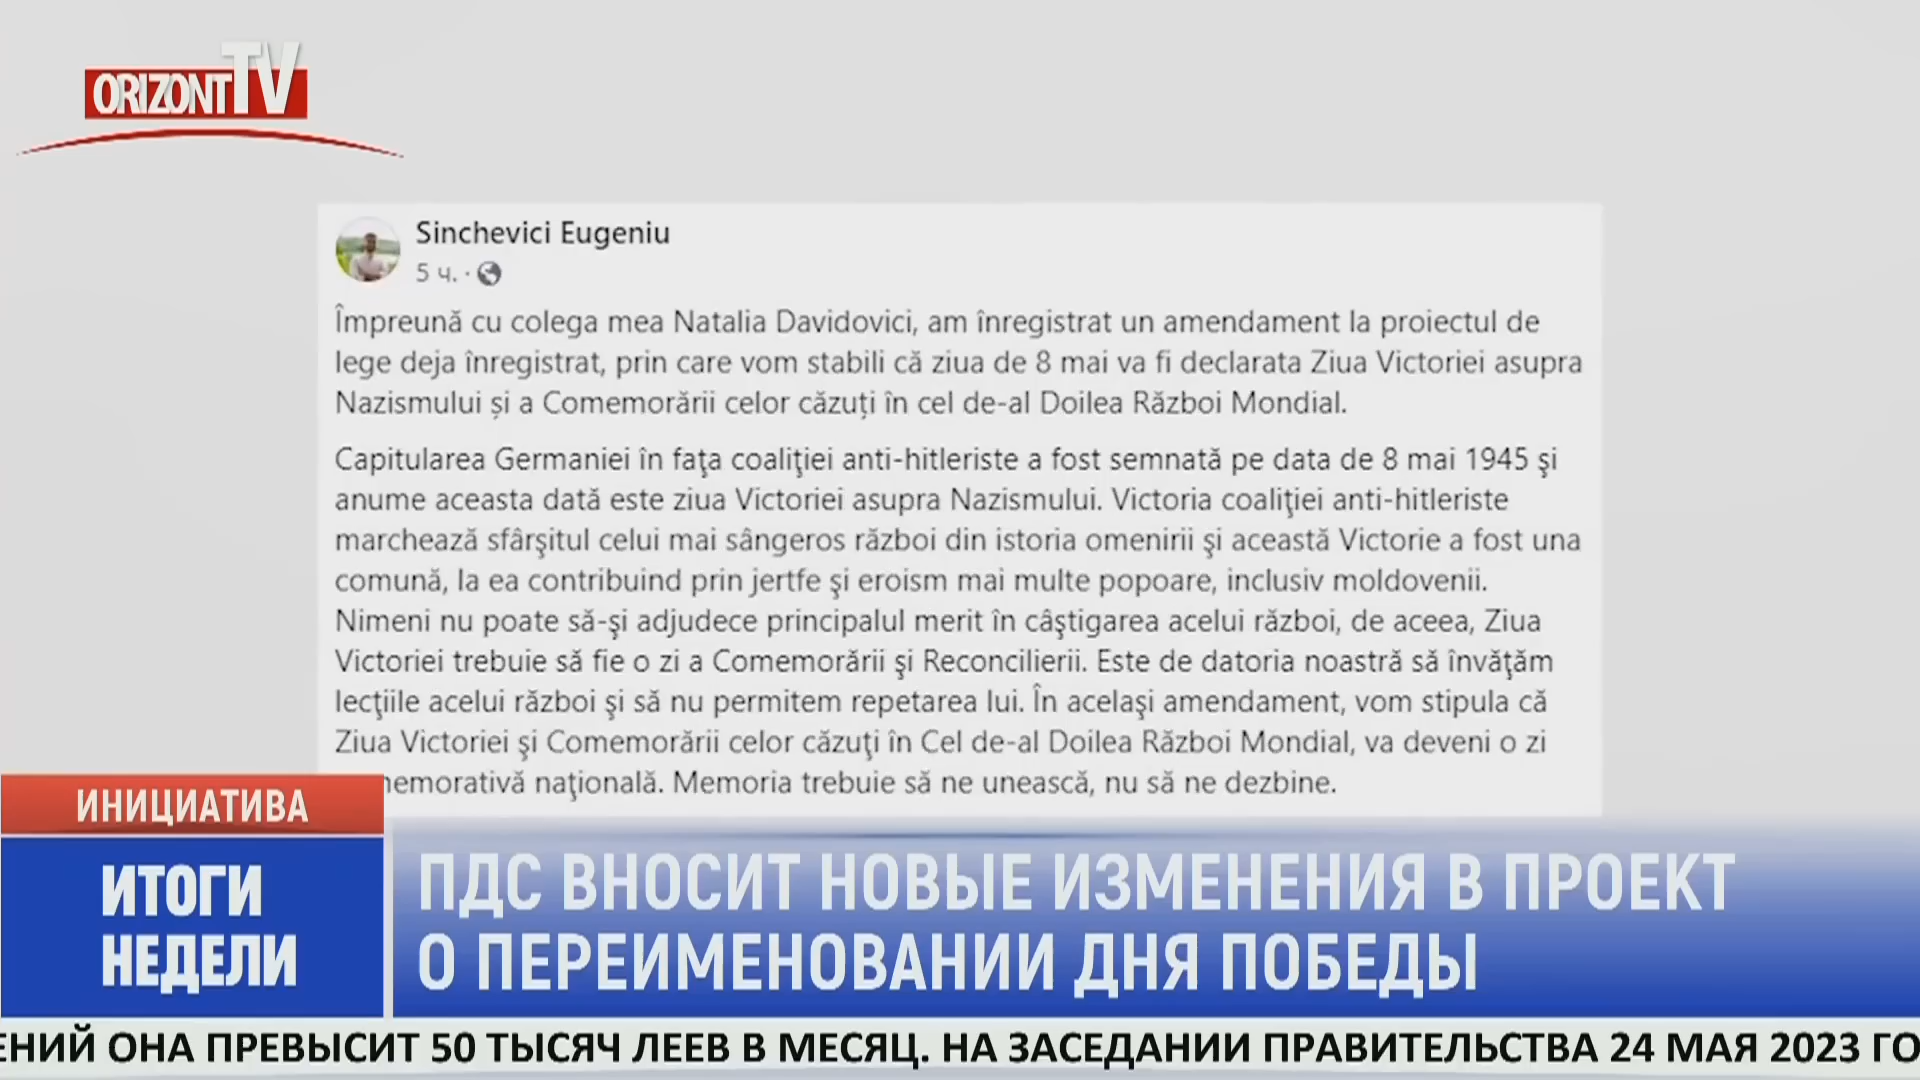 ORIZONTTV
Sinchevici Eugeniu
5 ч. ·
Împreună cu colega mea Natalia Davidovici, am înregistrat un amendament la proiectul de
lege deja înregistrat, prin care vom stabili că ziua de 8 mai va fi declarata Ziua Victoriei asupra
Nazismului și a Comemorării celor căzuți în cel de-al Doilea Război Mondial.
Capitularea Germaniei în faţa coaliţiei anti-hitleriste a fost semnată pe data de 8 mai 1945 şi
anume aceasta dată este ziua Victoriei asupra Nazismului. Victoria coaliţiei anti-hitleriste
marchează sfârşitul celui mai sângeros război din istoria omenirii şi această Victorie a fost una
comună, la ea contribuind prin jertfe şi eroism mai multe popoare, inclusiv moldovenii.
Nimeni nu poate să-şi adjudece principalul merit în câştigarea acelui război, de aceea, Ziua
Victoriei trebuie să fie o zi a Comemorării şi Reconcilierii. Este de datoria noastră să învăţăm
lecţiile acelui război şi să nu permitem repetarea lui. În acelaşi amendament, vom stipula că
Ziua Victoriei şi Comemorării celor căzuţi în Cel de-al Doilea Război Mondial, va deveni o zi
emorativă naţională. Memoria trebuie să ne unească, nu să ne dezbine.
ИНИЦИАТИВА
ИТОГИ
НЕДЕЛИ
ПДС ВНОСИТ НОВЫЕ ИЗМЕНЕНИЯ В ПРОЕКТ
О ПЕРЕИМЕНОВАНИИ ДНЯ ПОБЕДЫ
ЕНИЙ ОНА ПРЕВЫСИТ 50 ТЫСЯЧ ЛЕЕВ В МЕСЯЦ. НА ЗАСЕДАНИИ ПРАВИТЕЛЬСТВА 24 МАЯ 2023 ГО